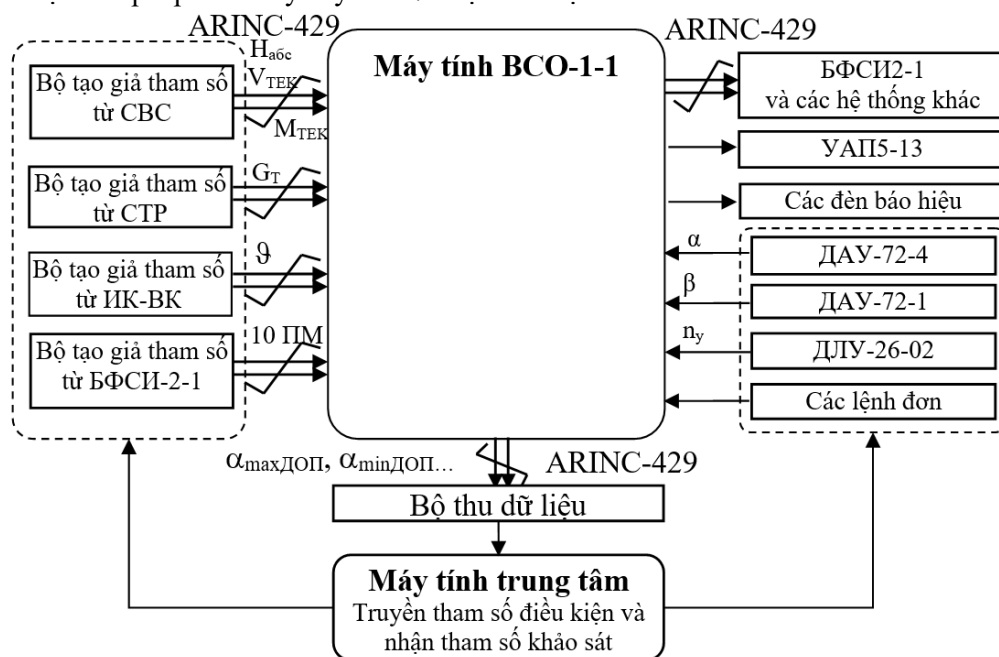 ARINC-429
ARINC-429
Hабс
VТЕК
MТЕК
Bộ tạo giả tham số
từ СВС
GТ
Bộ tạo giả tham số
từ СТР
ϑ
Bộ tạo giả tham số
từ ИК-ВК
10 ПМ
Bộ tạo giả tham số
từ БФСИ-2-1
Máy tính BCO-1-1
БФСИ2-1
và các hệ thống khác
УАП5-13
Các đèn báo hiệu
α
ДАУ-72-4
β
ДАУ-72-1
ny
ДЛУ-26-02
Các lệnh đơn
αmaxДОП, αminДОП...
ARINC-429
Bộ thu dữ liệu
Máy tính trung tâm
Truyền tham số điều kiện và
nhận tham số khảo sát